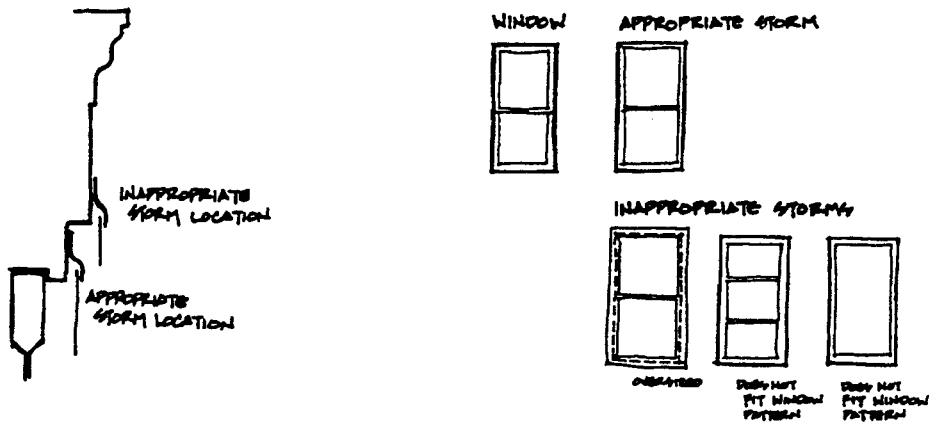 WINDOW
APPROPRIATE STORM
INAPPROPRIATE
STORM LOCATION
APPROPRIATE
STORM LOCATION
INAPPROPRIATE STORMS
OVERSIZED
DOES NOT
FIT WINDOW
PATTERN
DOES NOT
FIT WINDOW
PATTERN